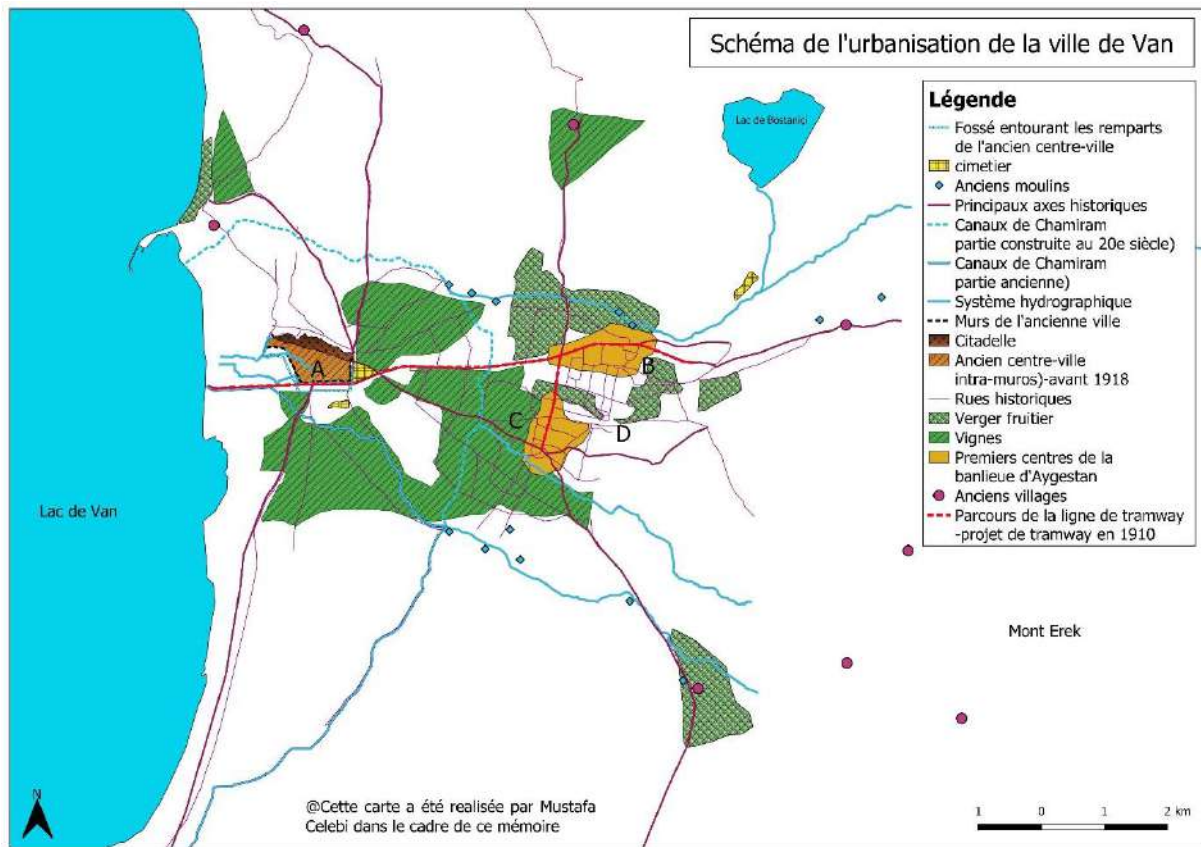 Schéma de l'urbanisation de la ville de Van
Légende
Fossé entourant les remparts
de l'ancien centre-ville
cimetier
Anciens moulins
Principaux axes historiques
Canaux de Chamiram
partie construite au 20e siècle)
Canaux de Chamiram
partie ancienne)
Système hydrographique
Murs de l'ancienne ville
Citadelle
Ancien centre-ville
intra-muros)-avant 1918
Rues historiques
Verger fruitier
Vignes
Premiers centres de la
banlieue d'Aygestan
Anciens villages
Parcours de la ligne de tramway
-projet de tramway en 1910
Lac de Bostaniçi
A
B
C
D
Lac de Van
Mont Erek
N
@Cette carte a été realisée par Mustafa
Celebi dans le cadre de ce mémoire
1 0 1 2 km